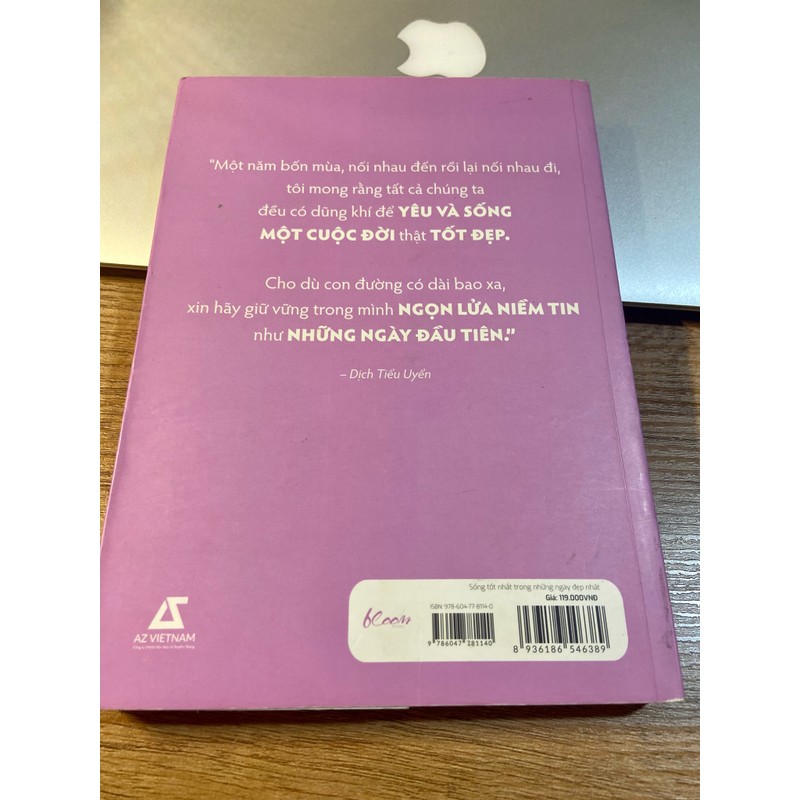 "Một năm bốn mùa, nối nhau đến rồi lại nối nhau đi,
tôi mong rằng tất cả chúng ta
đều có dũng khí để YÊU VÀ SỐNG
MỘT CUỘC ĐỜI thật TỐT ĐẸP.
Cho dù con đường có dài bao xa,
xin hãy giữ vững trong mình NGỌN LỬA NIỀM TIN
như NHỮNG NGÀY ĐẦU TIÊN."
– Dịch Tiểu Uyển
Sống tốt nhất trong những ngày đẹp nhất
Giá: 119.000VNĐ
bloom
ISBN: 978-604-77-8114-0
9 786047 281140
8 936186 546389
AZ VIETNAM